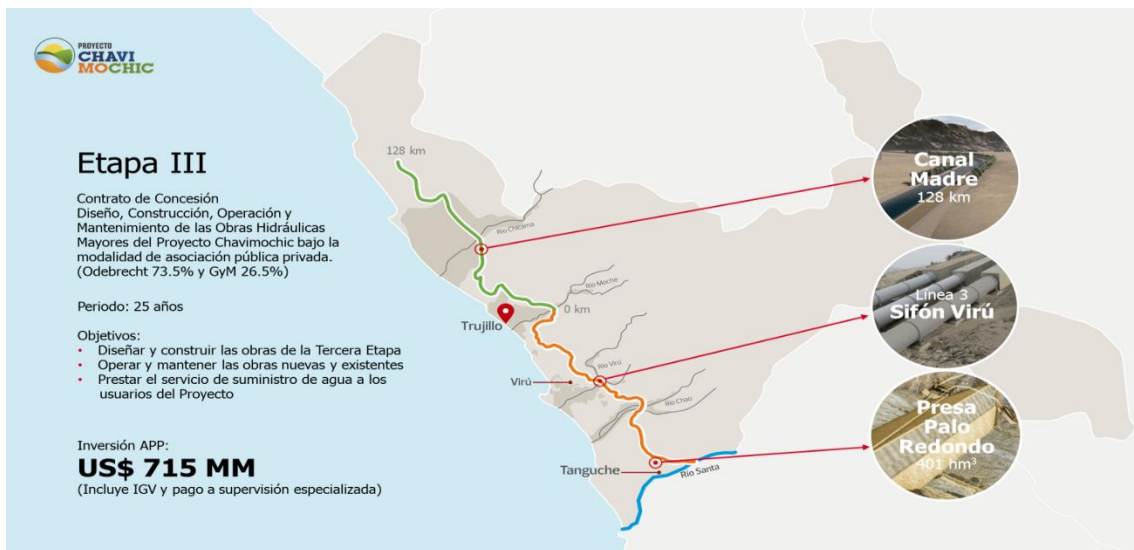 PROYECTO
CHAVI
MOCHIC
Etapa III
Contrato de Concesión
Diseño, Construcción, Operación y
Mantenimiento de las Obras Hidráulicas
Mayores del Proyecto Chavimochic bajo la
modalidad de asociación pública privada.
(Odebrecht 73.5% y GyM 26.5%)
Periodo: 25 años
Objetivos:
• Diseñar y construir las obras de la Tercera Etapa
• Operar y mantener las obras nuevas y existentes
• Prestar el servicio de suministro de agua a los
usuarios del Proyecto
Inversión APP:
US$ 715 MM
(Incluye IGV y pago a supervisión especializada)
128 km
Río Chicama
Río Moche
0 km
Trujillo
Río Virú
Virú
Río Chao
Tanguche
Río Santa
Canal
Madre
128 km
Línea 3
Sifón Virú
Presa
Palo
Redondo
401 hm³